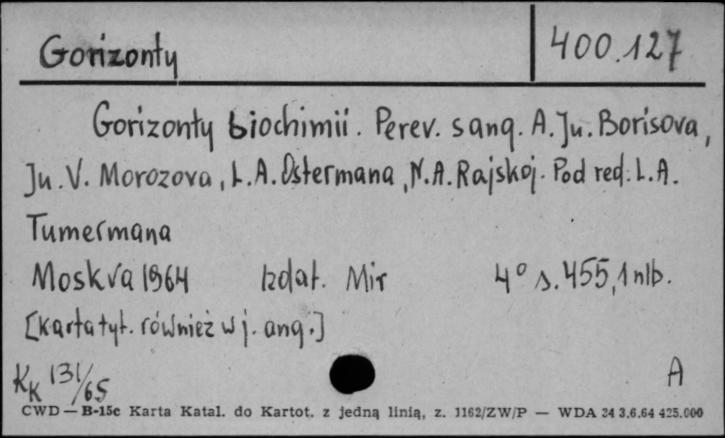 Gorizonty 400.127
Gorizonty biochimii. Perev. s ang. A. Ju. Borisova,
Ju. V. Morozova, L. A. Ostermana, N. A. Rajskoj. Pod red. L. A.
Tumermana
Moskva 1964 Izdat. Mir 4° s. 455, 1 nlb.
[Karta tyt. również w j. ang.]
KK 131/65 A
CWD — B-15c Karta Katal. do Kartot. z jedną linią, z. 1162/ZW/P — WDA 24 3.6.64 425.000